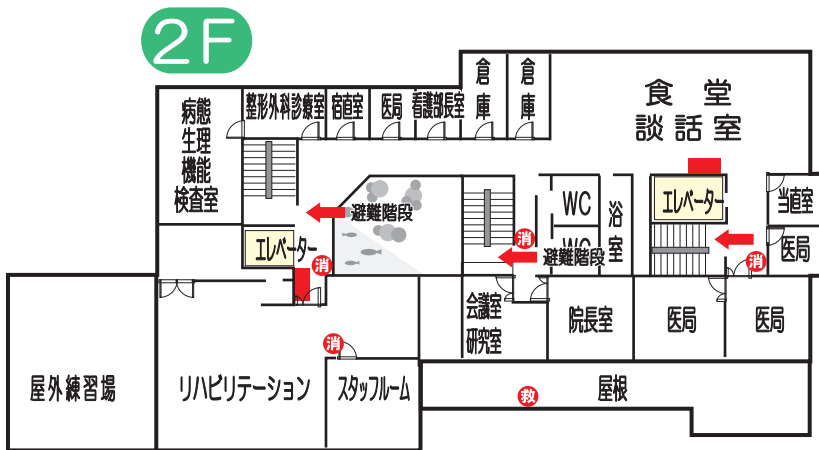 2F
病態
生理
機能
検査室
整形外科診療室
宿直室
医局
看護部長室
倉庫
倉庫
食堂
談話室
避難階段
エレベーター
消
WC
WC
浴室
消
避難階段
エレベーター
当直室
医局
消
会議室
研究室
院長室
医局
医局
屋外練習場
リハビリテーション
消
スタッフルーム
救
屋根